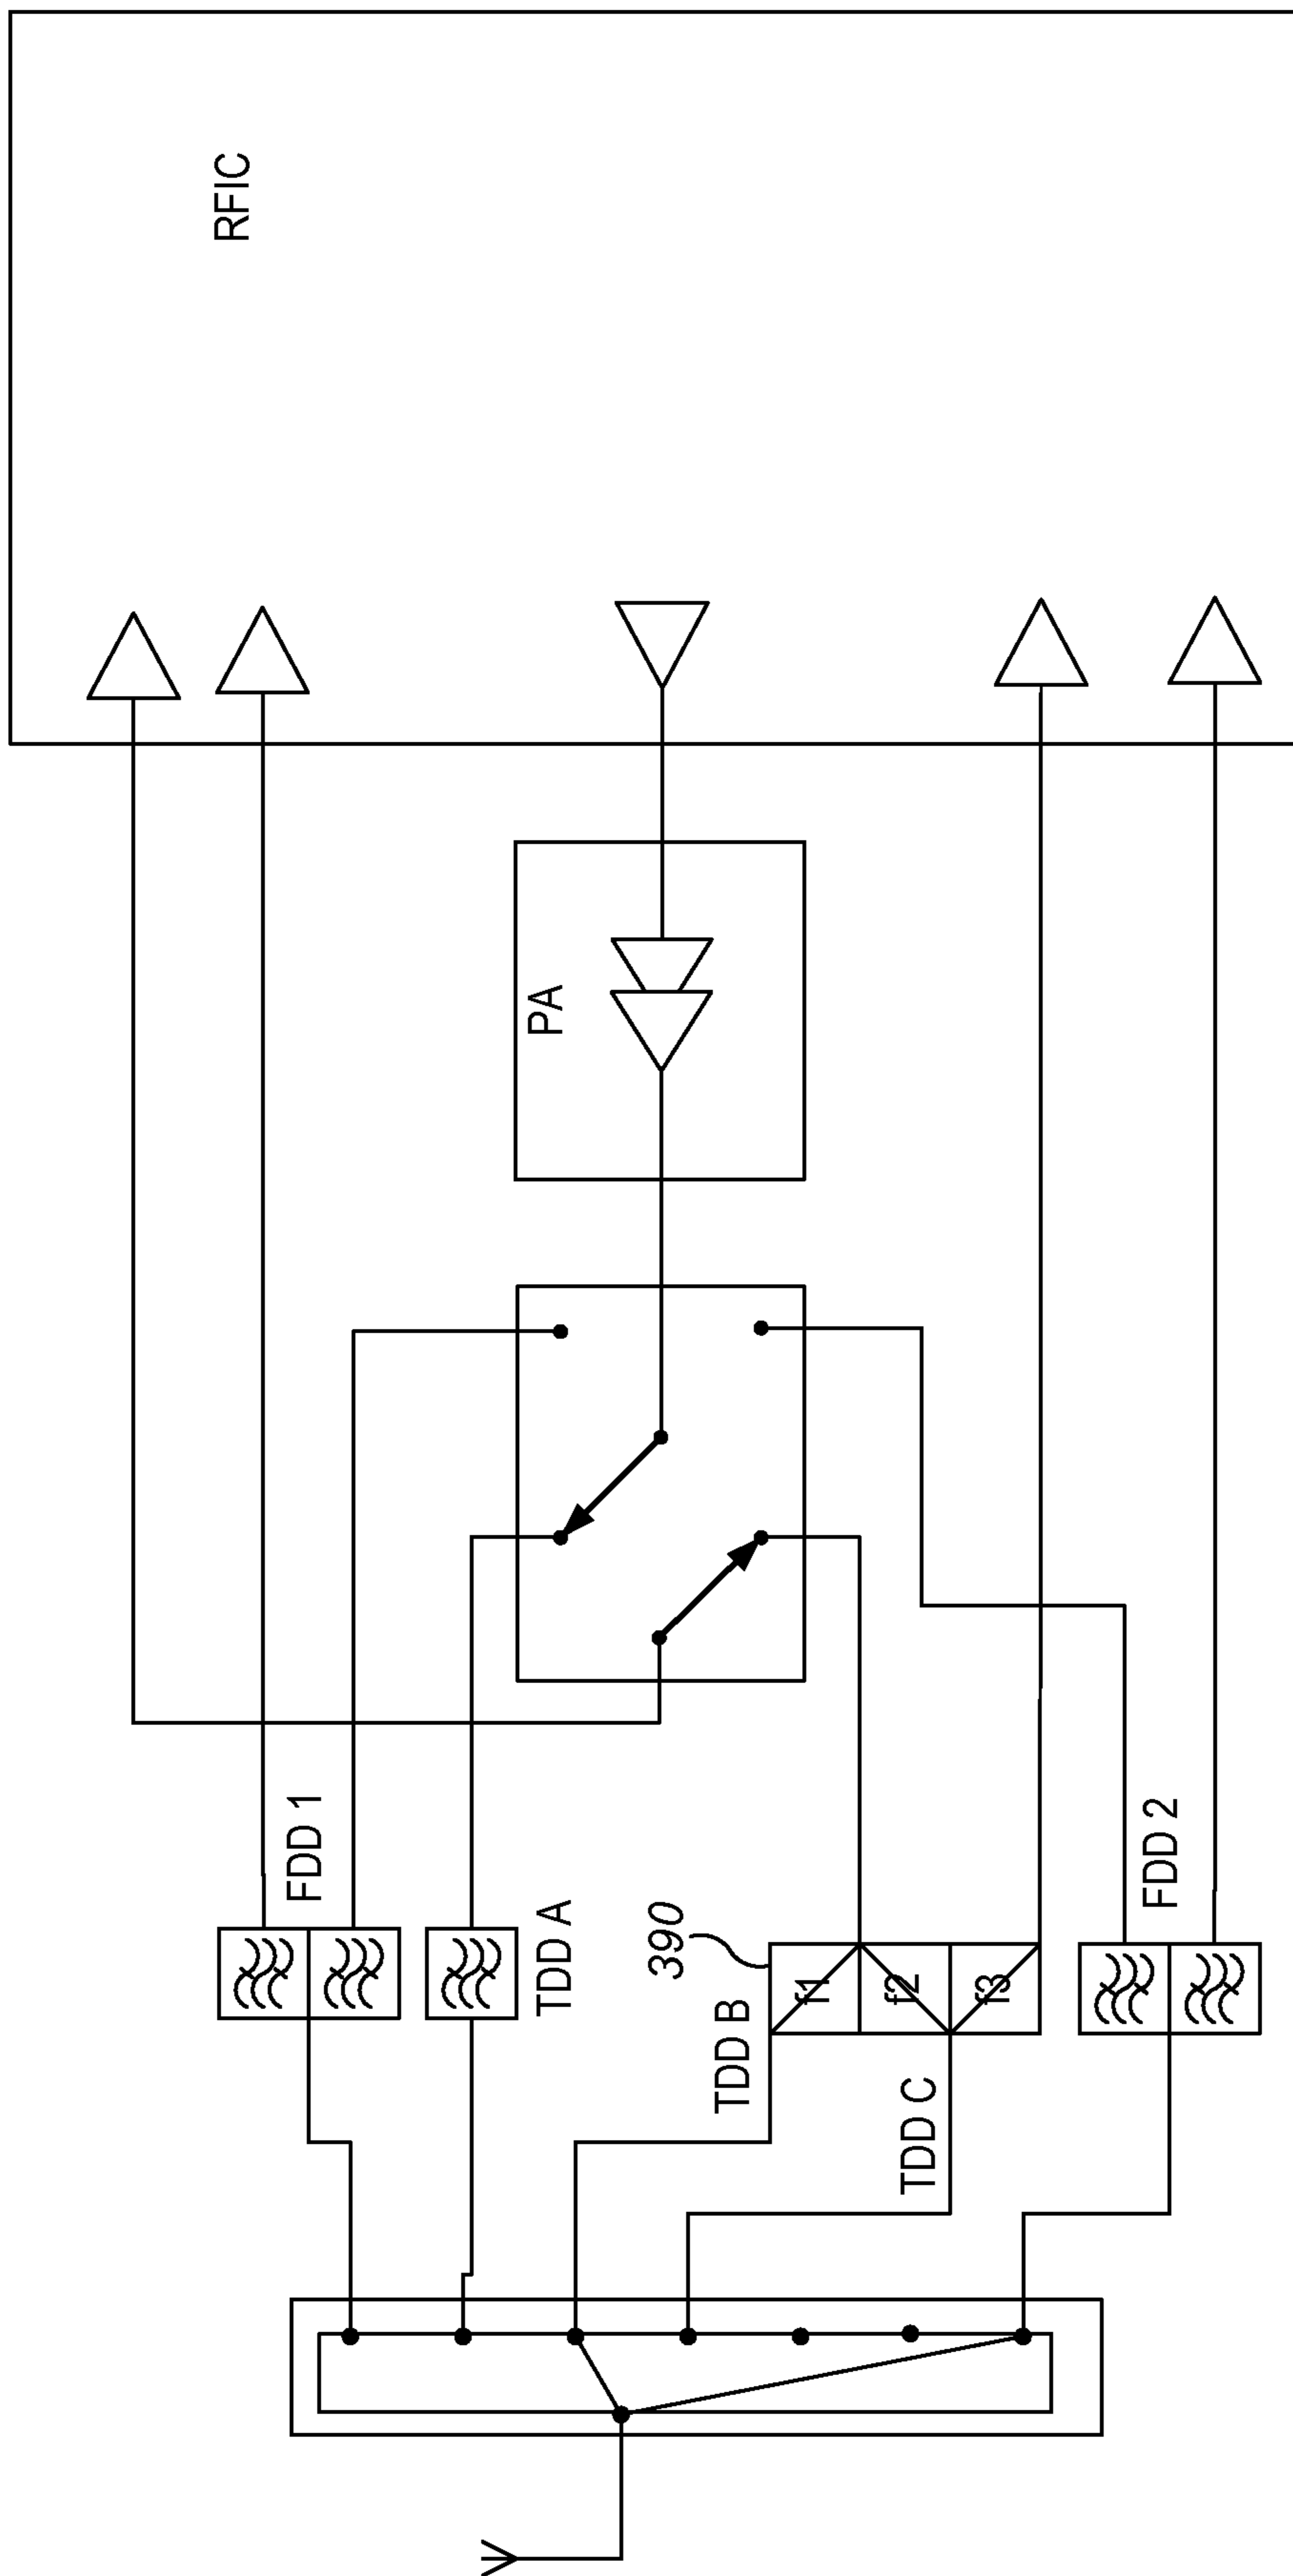 RFIC
PA
FDD 1
TDD A
390
TDD B
f1
f2
f3
TDD C
FDD 2